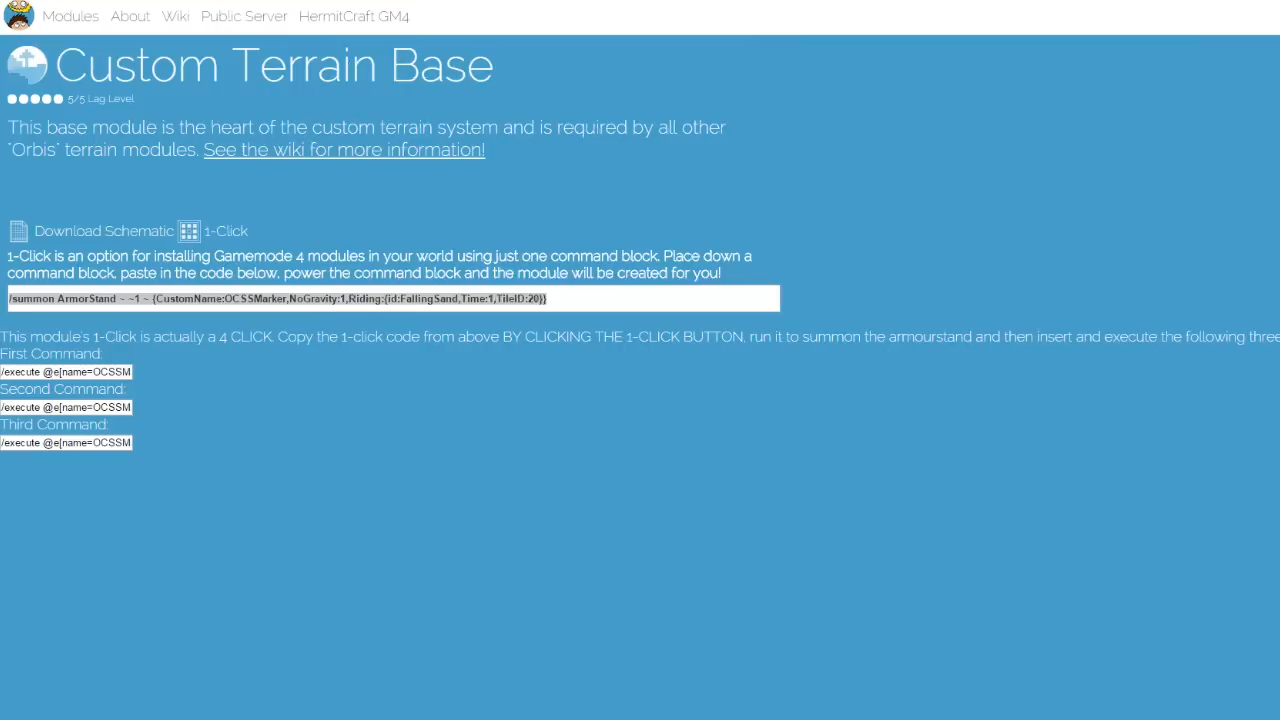 Modules About Wiki Public Server HermitCraft GM4
Custom Terrain Base
5/5 Lag Level
This base module is the heart of the custom terrain system and is required by all other
"Orbis" terrain modules. See the wiki for more information!
Download Schematic 1-Click
1-Click is an option for installing Gamemode 4 modules in your world using just one command block. Place down a
command block, paste in the code below, power the command block and the module will be created for you!
/summon ArmorStand ~ ~1 ~ {CustomName:OCSSMarker,NoGravity:1,Riding:{id:FallingSand,Time:1,TileID:20}}
This module's 1-Click is actually a 4 CLICK. Copy the 1-click code from above BY CLICKING THE 1-CLICK BUTTON, run it to summon the armourstand and then insert and execute the following three
First Command:
/execute @e[name=OCSSM
Second Command:
/execute @e[name=OCSSM
Third Command:
/execute @e[name=OCSSM